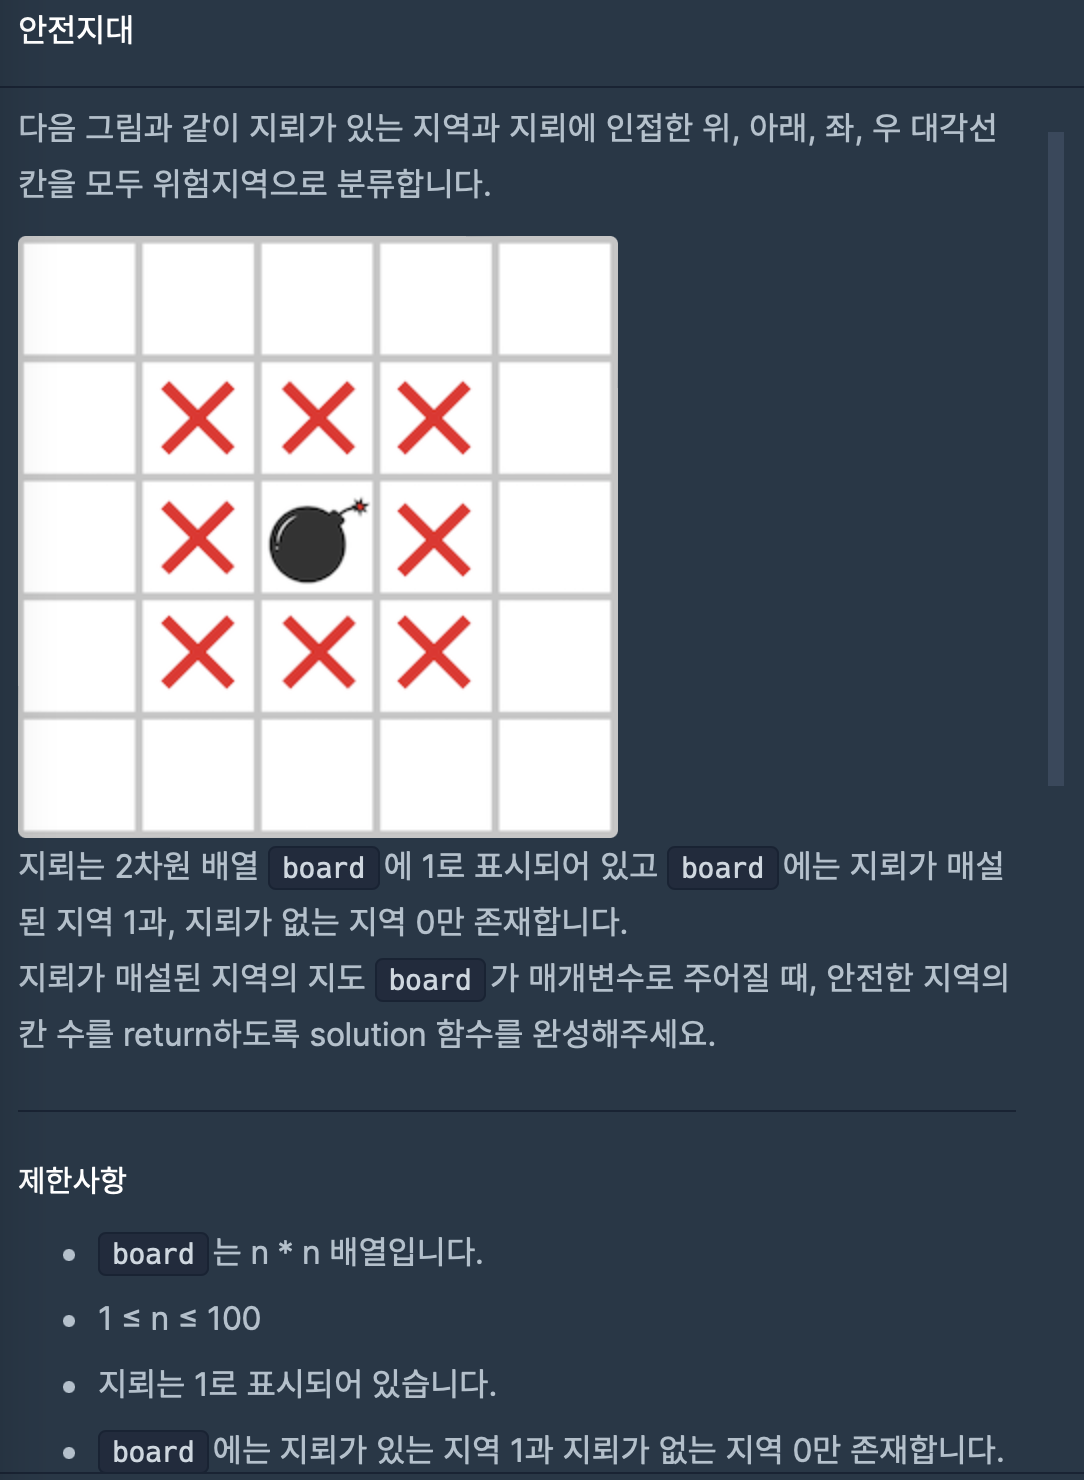 안전지대
다음 그림과 같이 지뢰가 있는 지역과 지뢰에 인접한 위, 아래, 좌, 우 대각선
칸을 모두 위험지역으로 분류합니다.
지뢰는 2차원 배열 board 에 1로 표시되어 있고 board 에는 지뢰가 매설
된 지역 1과, 지뢰가 없는 지역 0만 존재합니다.
지뢰가 매설된 지역의 지도 board 가 매개변수로 주어질 때, 안전한 지역의
칸 수를 return하도록 solution 함수를 완성해주세요.
제한사항
board 는 n * n 배열입니다.
1 ≤ n ≤ 100
지뢰는 1로 표시되어 있습니다.
board 에는 지뢰가 있는 지역 1과 지뢰가 없는 지역 0만 존재합니다.